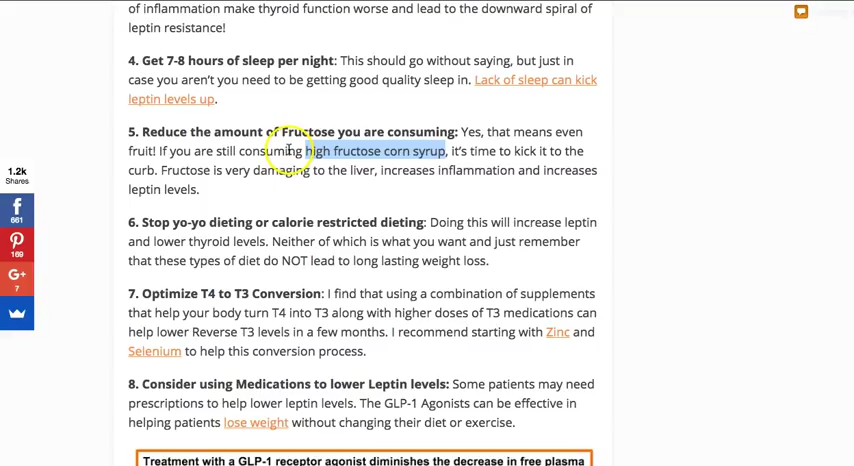 of inflammation make thyroid function worse and lead to the downward spiral of
leptin resistance!
4. Get 7-8 hours of sleep per night: This should go without saying, but just in
case you aren't you need to be getting good quality sleep in. Lack of sleep can kick
leptin levels up.
5. Reduce the amount of Fructose you are consuming: Yes, that means even
fruit! If you are still consuming high fructose corn syrup, it's time to kick it to the
curb. Fructose is very damaging to the liver, increases inflammation and increases
leptin levels.
1.2k
Shares
661
169
G+
7
6. Stop yo-yo dieting or calorie restricted dieting: Doing this will increase leptin
and lower thyroid levels. Neither of which is what you want and just remember
that these types of diet do NOT lead to long lasting weight loss.
7. Optimize T4 to T3 Conversion: I find that using a combination of supplements
that help your body turn T4 into T3 along with higher doses of T3 medications can
help lower Reverse T3 levels in a few months. I recommend starting with Zinc and
Selenium to help this conversion process.
8. Consider using Medications to lower Leptin levels: Some patients may need
prescriptions to help lower leptin levels. The GLP-1 Agonists can be effective in
helping patients lose weight without changing their diet or exercise.
Treatment with a GLP-1 receptor agonist diminishes the decrease in free plasma